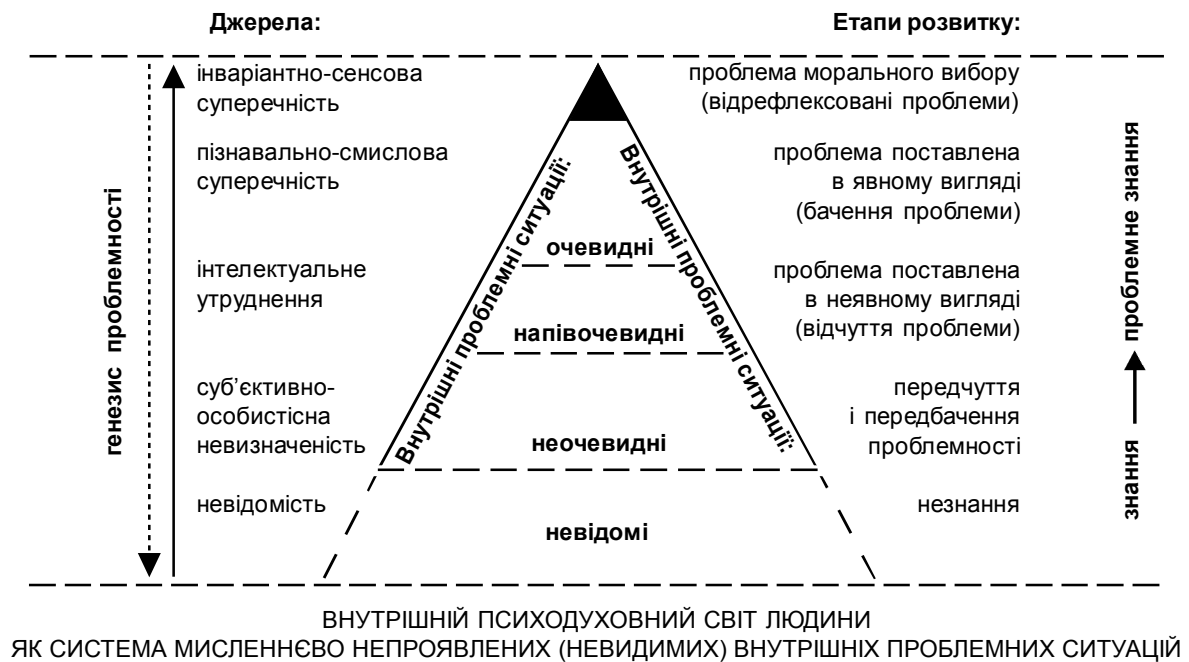 Джерела:
Етапи розвитку:
інваріантно-сенсова
суперечність
пізнавально-смислова
суперечність
інтелектуальне
утруднення
суб’єктивно-
особистісна
невизначеність
невідомість
генезис проблемності
Внутрішні проблемні ситуації:
Внутрішні проблемні ситуації:
очевидні
напівочевидні
неочевидні
невідомі
проблема морального вибору
(відрефлексовані проблеми)
проблема поставлена
в явному вигляді
(бачення проблеми)
проблема поставлена
в неявному вигляді
(відчуття проблеми)
передчуття
і передбачення
проблемності
незнання
знання
проблемне знання
ВНУТРІШНІЙ ПСИХОДУХОВНИЙ СВІТ ЛЮДИНИ
ЯК СИСТЕМА МИСЛЕННЄВО НЕПРОЯВЛЕНИХ (НЕВИДИМИХ) ВНУТРІШНІХ ПРОБЛЕМНИХ СИТУАЦІЙ